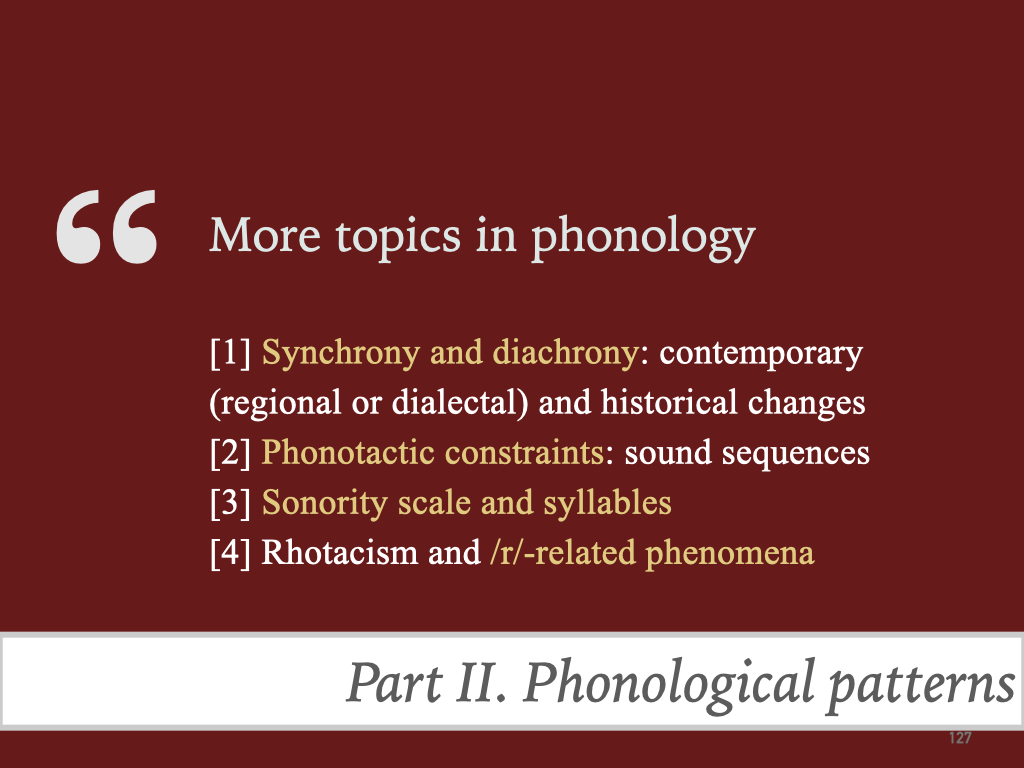 “
More topics in phonology
[1] Synchrony and diachrony: contemporary
(regional or dialectal) and historical changes
[2] Phonotactic constraints: sound sequences
[3] Sonority scale and syllables
[4] Rhotacism and /r/-related phenomena
Part II. Phonological patterns
127